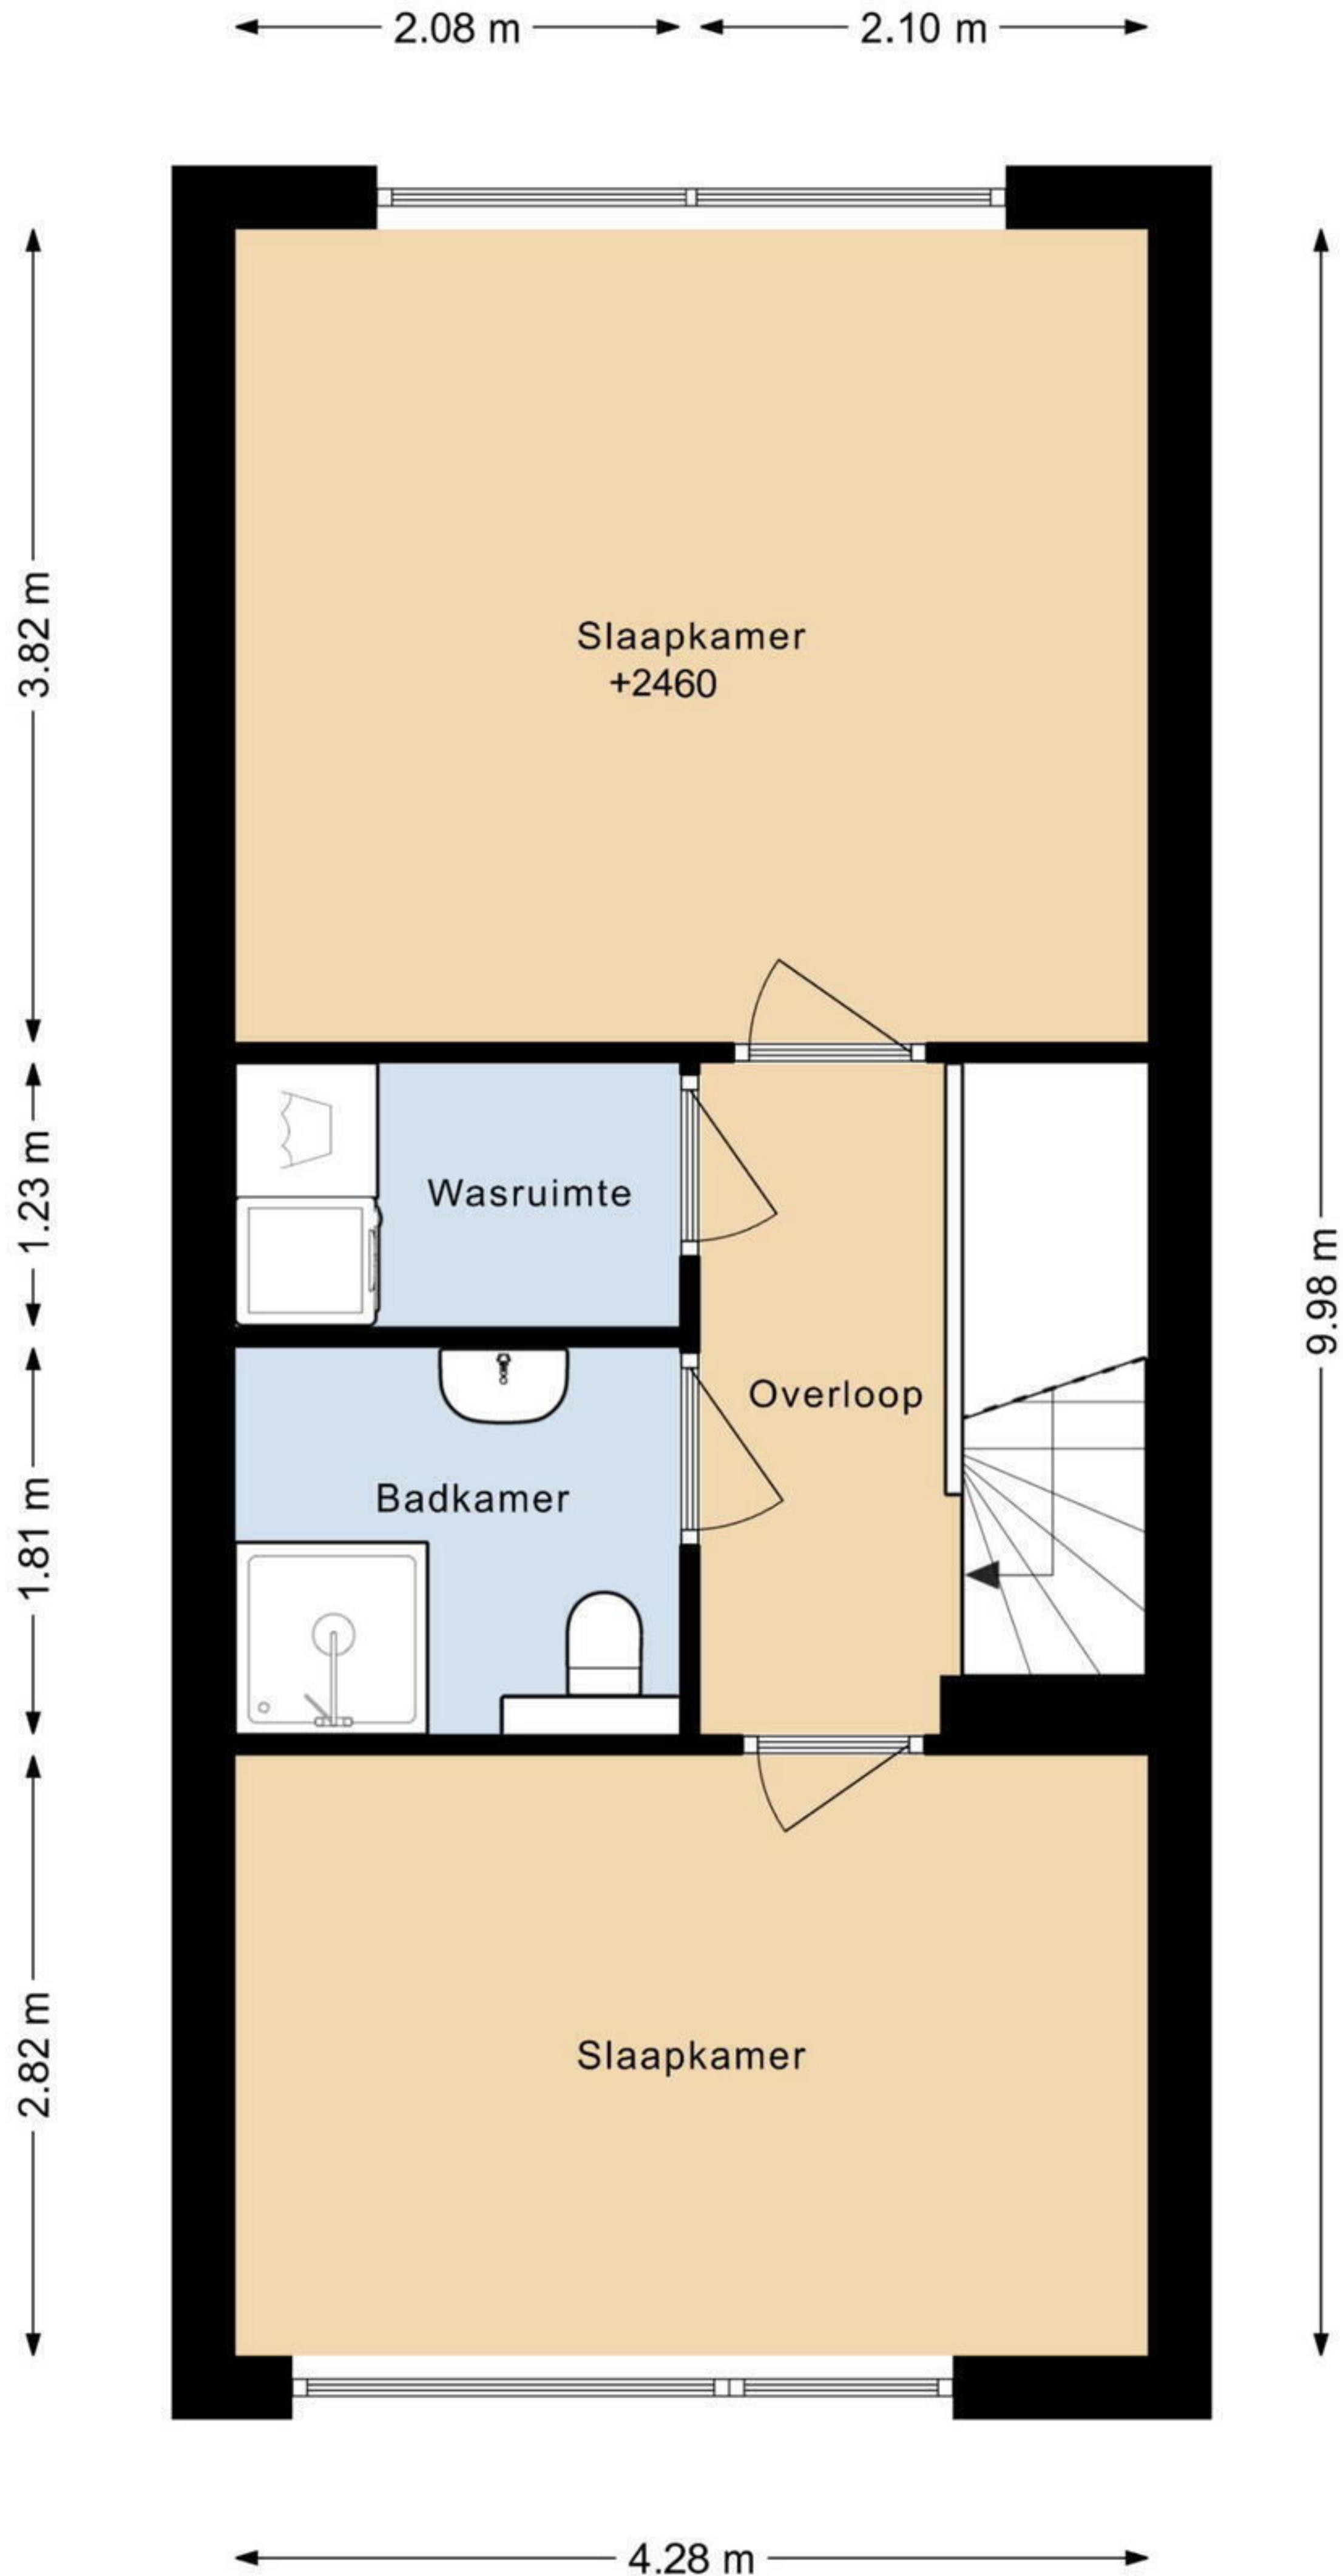 2.08 m
2.10 m
3.82 m
Slaapkamer
+2460
1.23 m
Wasruimte
9.98 m
Overloop
1.81 m
Badkamer
2.82 m
Slaapkamer
4.28 m